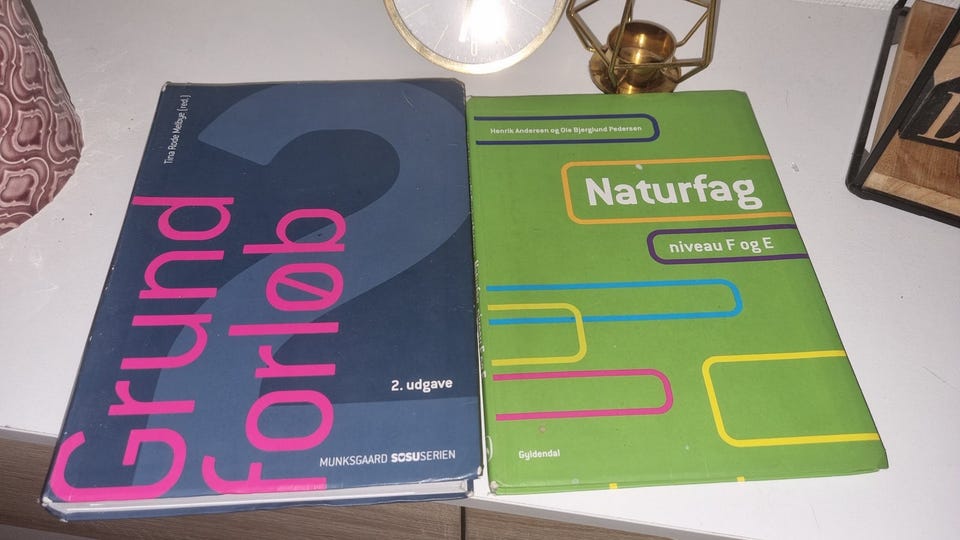 Tina Rode Melbye (red.)
Grund
forløb
2
2. udgave
MUNKSGAARD SOSUSERIEN
Henrik Andersen og Ole Bjerglund Pedersen
Naturfag
niveau F og E
Gyldendal